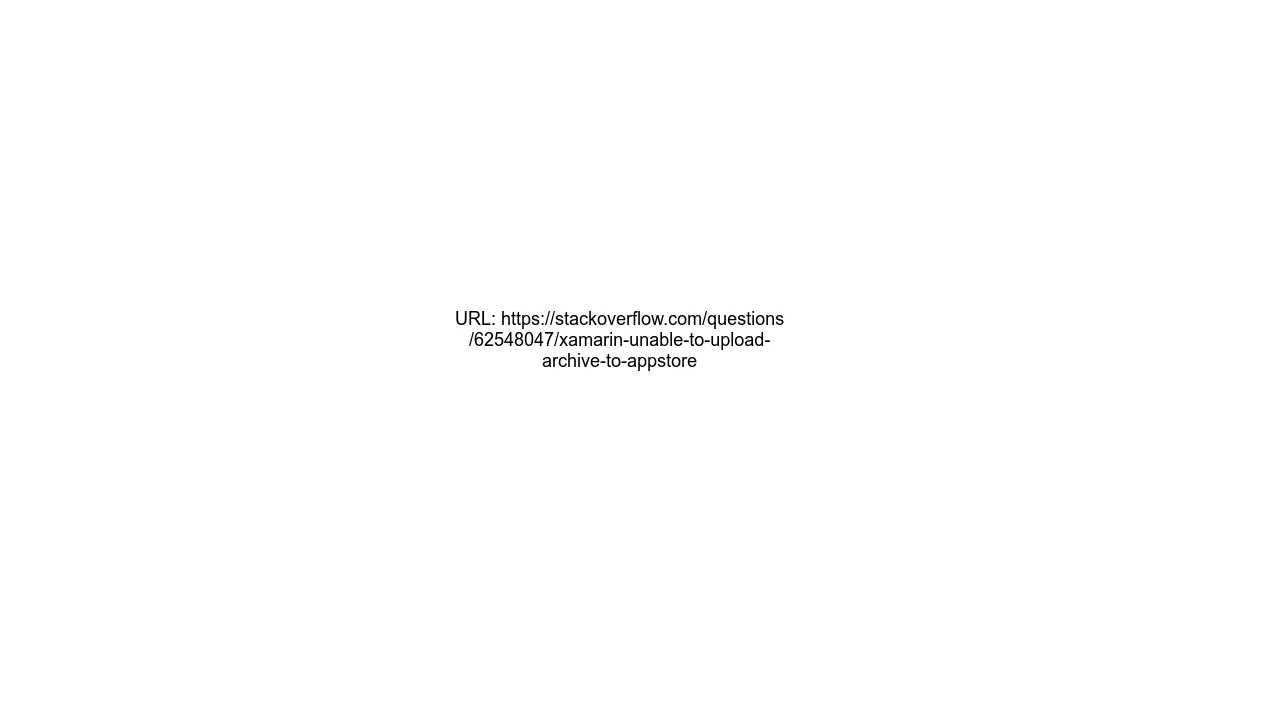 URL: https://stackoverflow.com/questions
/62548047/xamarin-unable-to-upload-
archive-to-appstore